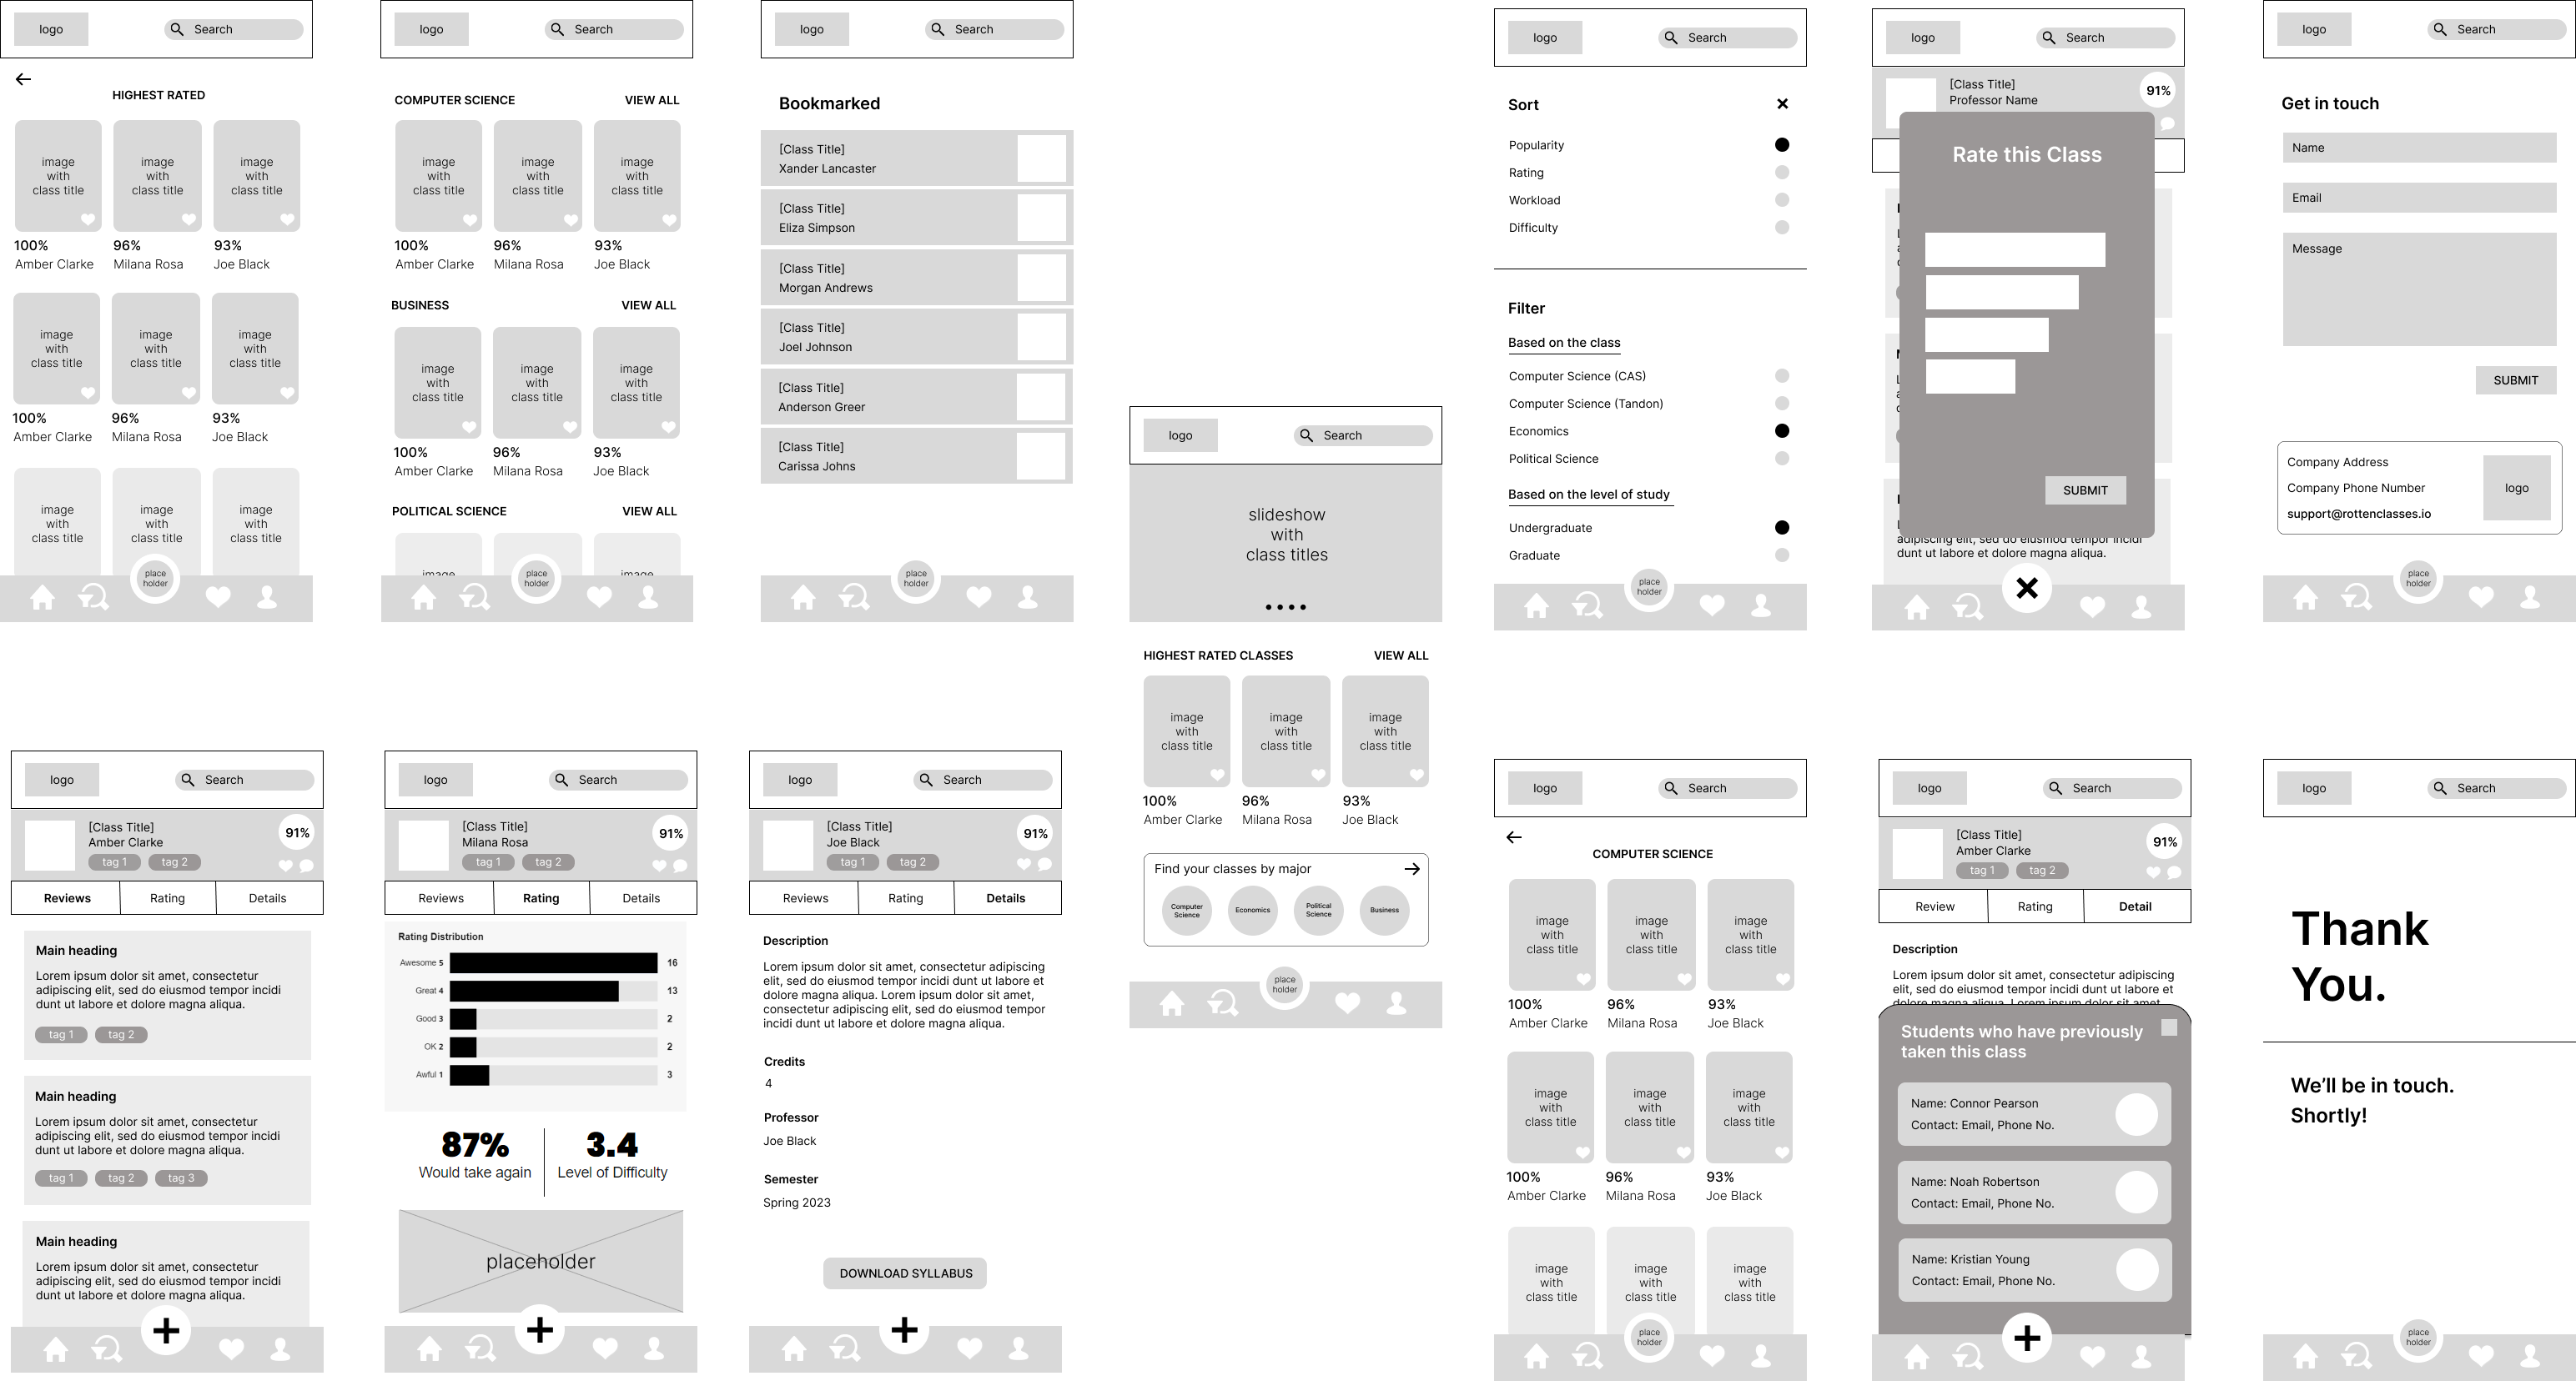 logo
Search
HIGHEST RATED
image
with
class title
image
with
class title
image
with
class title
100%
96%
93%
Amber Clarke
Milana Rosa
Joe Black
image
with
class title
image
with
class title
image
with
class title
100%
96%
93%
Amber Clarke
Milana Rosa
Joe Black
image
with
class title
image
with
class title
image
with
class title
place
holder
logo
Search
COMPUTER SCIENCE
VIEW ALL
image
with
class title
image
with
class title
image
with
class title
100%
96%
93%
Amber Clarke
Milana Rosa
Joe Black
BUSINESS
VIEW ALL
image
with
class title
image
with
class title
image
with
class title
100%
96%
93%
Amber Clarke
Milana Rosa
Joe Black
POLITICAL SCIENCE
VIEW ALL
image
image
place
holder
logo
Search
Bookmarked
[Class Title]
Xander Lancaster
[Class Title]
Eliza Simpson
[Class Title]
Morgan Andrews
[Class Title]
Joel Johnson
[Class Title]
Anderson Greer
[Class Title]
Carissa Johns
place
holder
logo
Search
slideshow
with
class titles
HIGHEST RATED CLASSES
VIEW ALL
image
with
class title
image
with
class title
image
with
class title
100%
96%
93%
Amber Clarke
Milana Rosa
Joe Black
Find your classes by major
Computer
Science
Economics
Political
Science
Business
place
holder
logo
Search
Sort
Popularity
Rating
Workload
Difficulty
Filter
Based on the class
Computer Science (CAS)
Computer Science (Tandon)
Economics
Political Science
Based on the level of study
Undergraduate
Graduate
place
holder
logo
Search
[Class Title]
Professor Name
91%
Rate this Class
SUBMIT
adipiscing elit, sed do eiusmod tempor incidi
dunt ut labore et dolore magna aliqua.
logo
Search
Get in touch
Name
Email
Message
SUBMIT
Company Address
Company Phone Number
support@rottenclasses.io
logo
place
holder
logo
Search
[Class Title]
Amber Clarke
tag 1
tag 2
91%
Reviews
Rating
Details
Main heading
Lorem ipsum dolor sit amet, consectetur
adipiscing elit, sed do eiusmod tempor incidi
dunt ut labore et dolore magna aliqua.
tag 1
tag 2
Main heading
Lorem ipsum dolor sit amet, consectetur
adipiscing elit, sed do eiusmod tempor incidi
dunt ut labore et dolore magna aliqua.
tag 1
tag 2
tag 3
Main heading
Lorem ipsum dolor sit amet, consectetur
adipiscing elit, sed do eiusmod tempor incidi
dunt ut labore et dolore magna aliqua.
logo
Search
[Class Title]
Milana Rosa
tag 1
tag 2
91%
Reviews
Rating
Details
Rating Distribution
Awesome 5
16
Great 4
13
Good 3
2
OK 2
2
Awful 1
3
87%
Would take again
3.4
Level of Difficulty
placeholder
logo
Search
[Class Title]
Joe Black
tag 1
tag 2
91%
Reviews
Rating
Details
Description
Lorem ipsum dolor sit amet, consectetur adipiscing
elit, sed do eiusmod tempor incidi dunt ut labore et
dolore magna aliqua. Lorem ipsum dolor sit amet,
consectetur adipiscing elit, sed do eiusmod tempor
incidi dunt ut labore et dolore magna aliqua.
Credits
4
Professor
Joe Black
Semester
Spring 2023
DOWNLOAD SYLLABUS
logo
Search
COMPUTER SCIENCE
image
with
class title
image
with
class title
image
with
class title
100%
96%
93%
Amber Clarke
Milana Rosa
Joe Black
image
with
class title
image
with
class title
image
with
class title
100%
96%
93%
Amber Clarke
Milana Rosa
Joe Black
image
with
class title
image
with
class title
image
with
class title
place
holder
logo
Search
[Class Title]
Amber Clarke
tag 1
tag 2
91%
Review
Rating
Detail
Description
Lorem ipsum dolor sit amet, consectetur adipiscing
elit, sed do eiusmod tempor incidi dunt ut labore et
dolore magna aliqua. Lorem ipsum dolor sit amet,
Students who have previously
taken this class
Name: Connor Pearson
Contact: Email, Phone No.
Name: Noah Robertson
Contact: Email, Phone No.
Name: Kristian Young
Contact: Email, Phone No.
logo
Search
Thank
You.
We'll be in touch.
Shortly!
place
holder